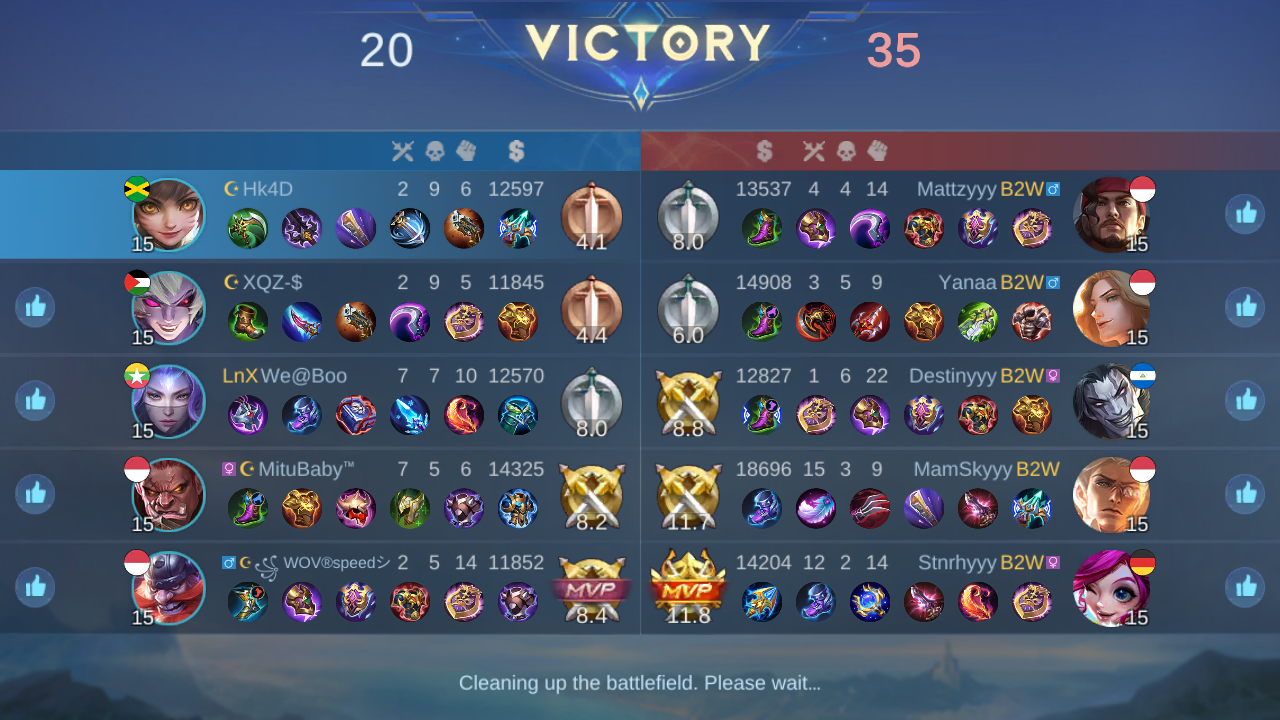 20 VICTORY 35
Hk4D 2 9 6 12597 4.1 15
8.0 13537 4 4 14 Mattzyyy B2W 15
XQZ-$ 2 9 5 11845 4.4 15
6.0 14908 3 5 9 Yanaa B2W 15
LnX We@Boo 7 7 10 12570 8.0 15
8.8 12827 1 6 22 Destinyyy B2W 15
MituBaby™ 7 5 6 14325 8.2 15
11.7 18696 15 3 9 MamSkyyy B2W 15
WOV®speedシ 2 5 14 11852 MVP 8.4 15
MVP 11.8 14204 12 2 14 Stnrhyyy B2W 15
Cleaning up the battlefield. Please wait...